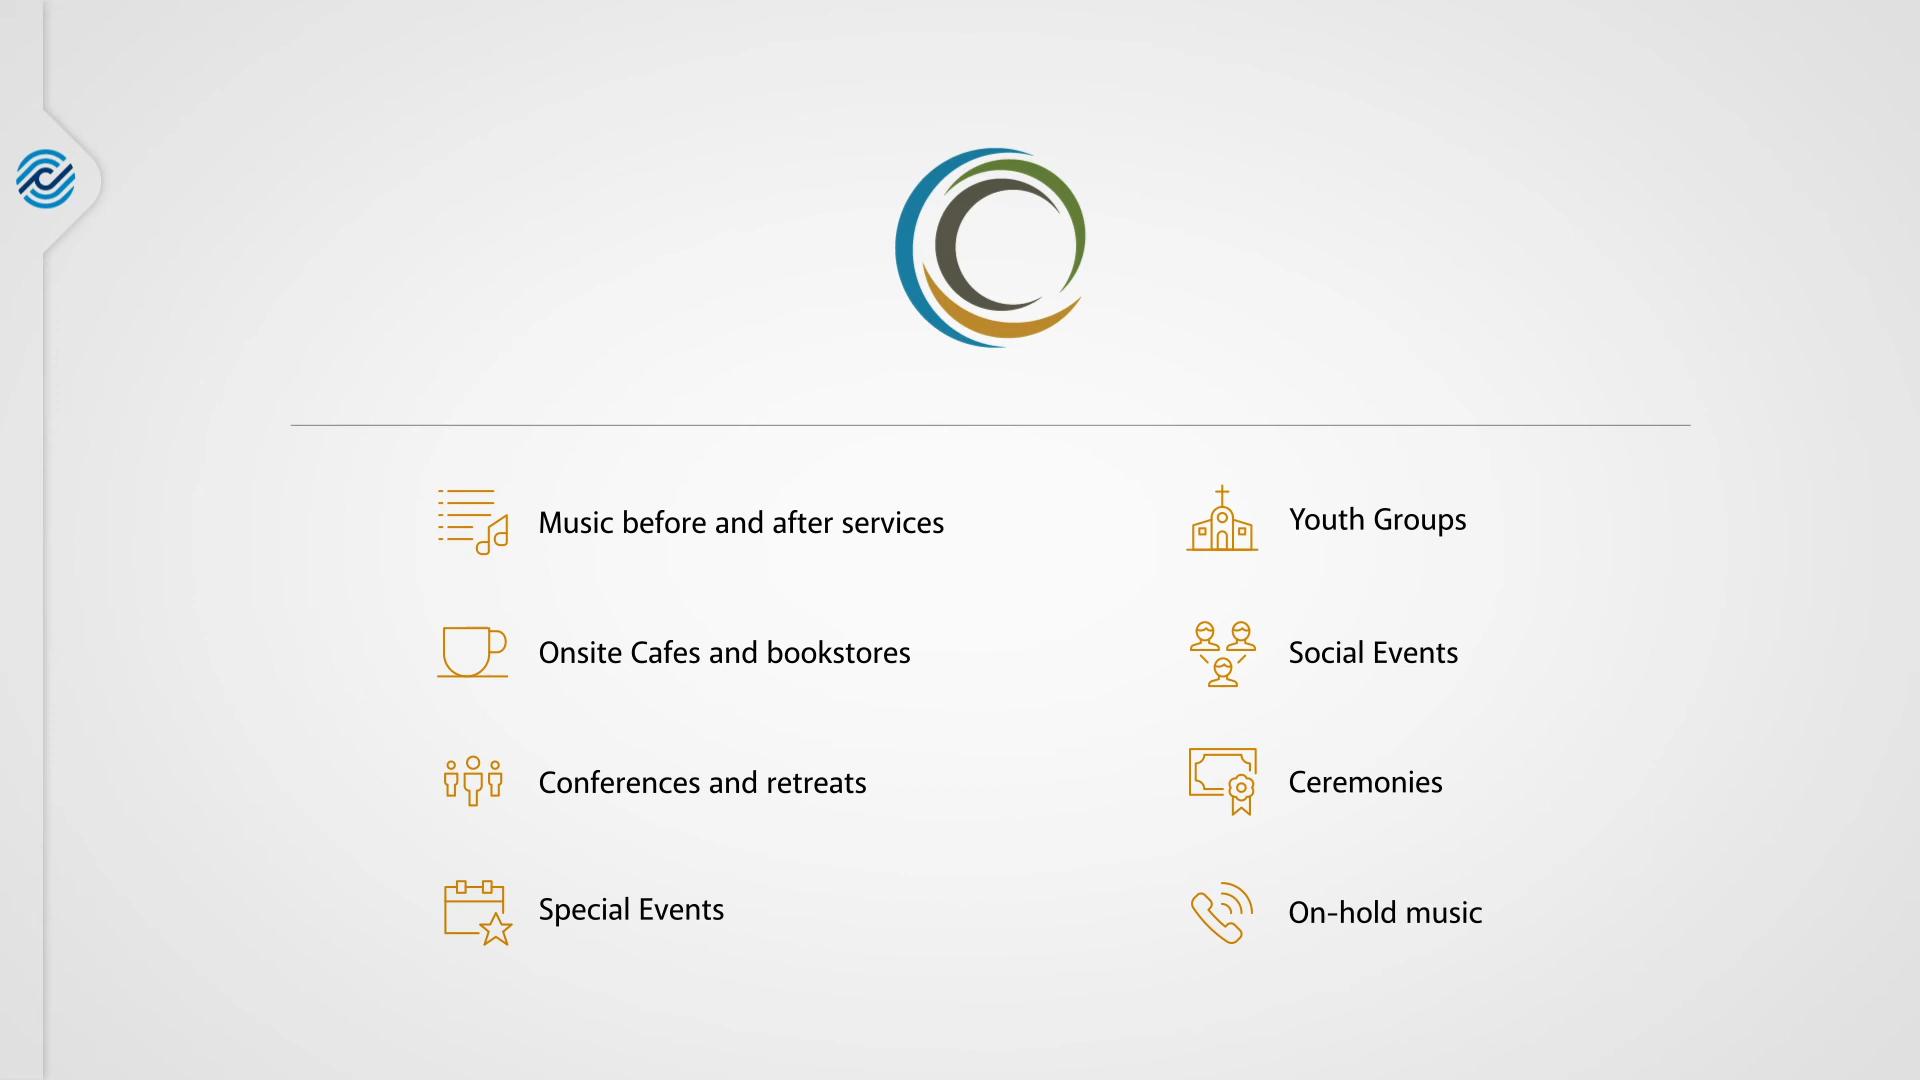 Music before and after services
Youth Groups
Onsite Cafes and bookstores
Social Events
Conferences and retreats
Ceremonies
Special Events
On-hold music